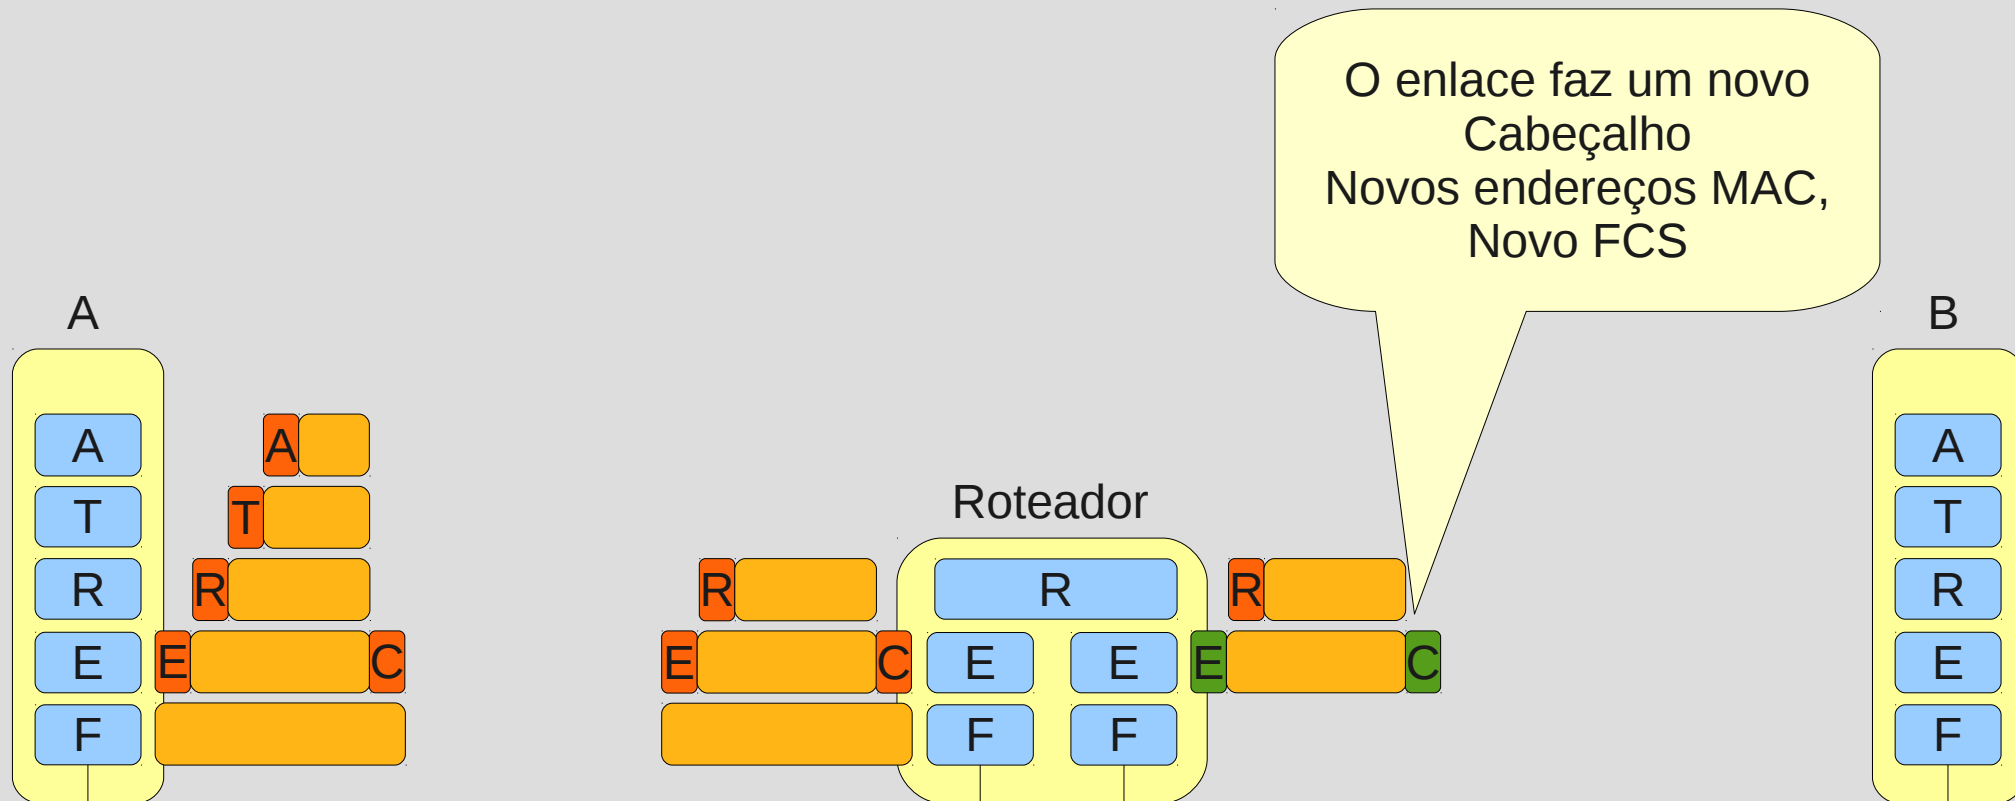 O enlace faz um novo
Cabeçalho
Novos endereços MAC,
Novo FCS
A
B
A
A
A
T
T
Roteador
T
R
R
R
R
R
R
E
E
C
E
C
E
E
E
C
E
F
F
F
F